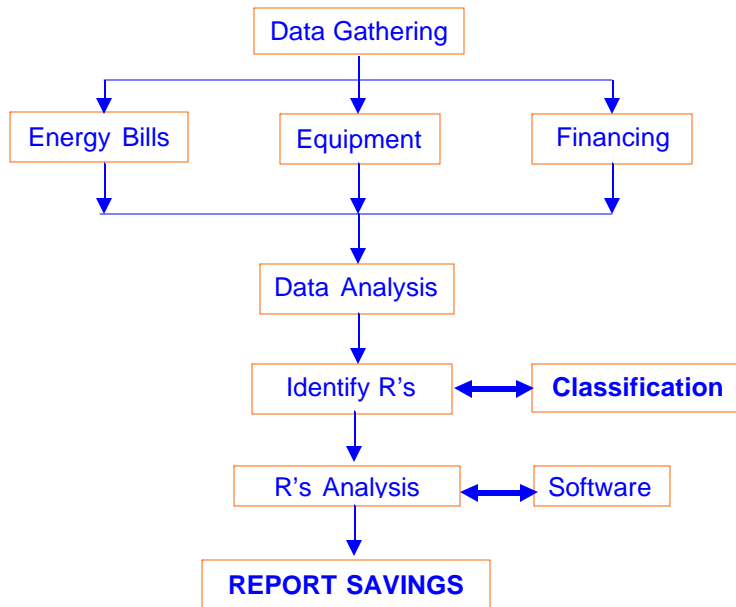 Data Gathering
Energy Bills
Equipment
Financing
Data Analysis
Identify R's
Classification
R's Analysis
Software
REPORT SAVINGS